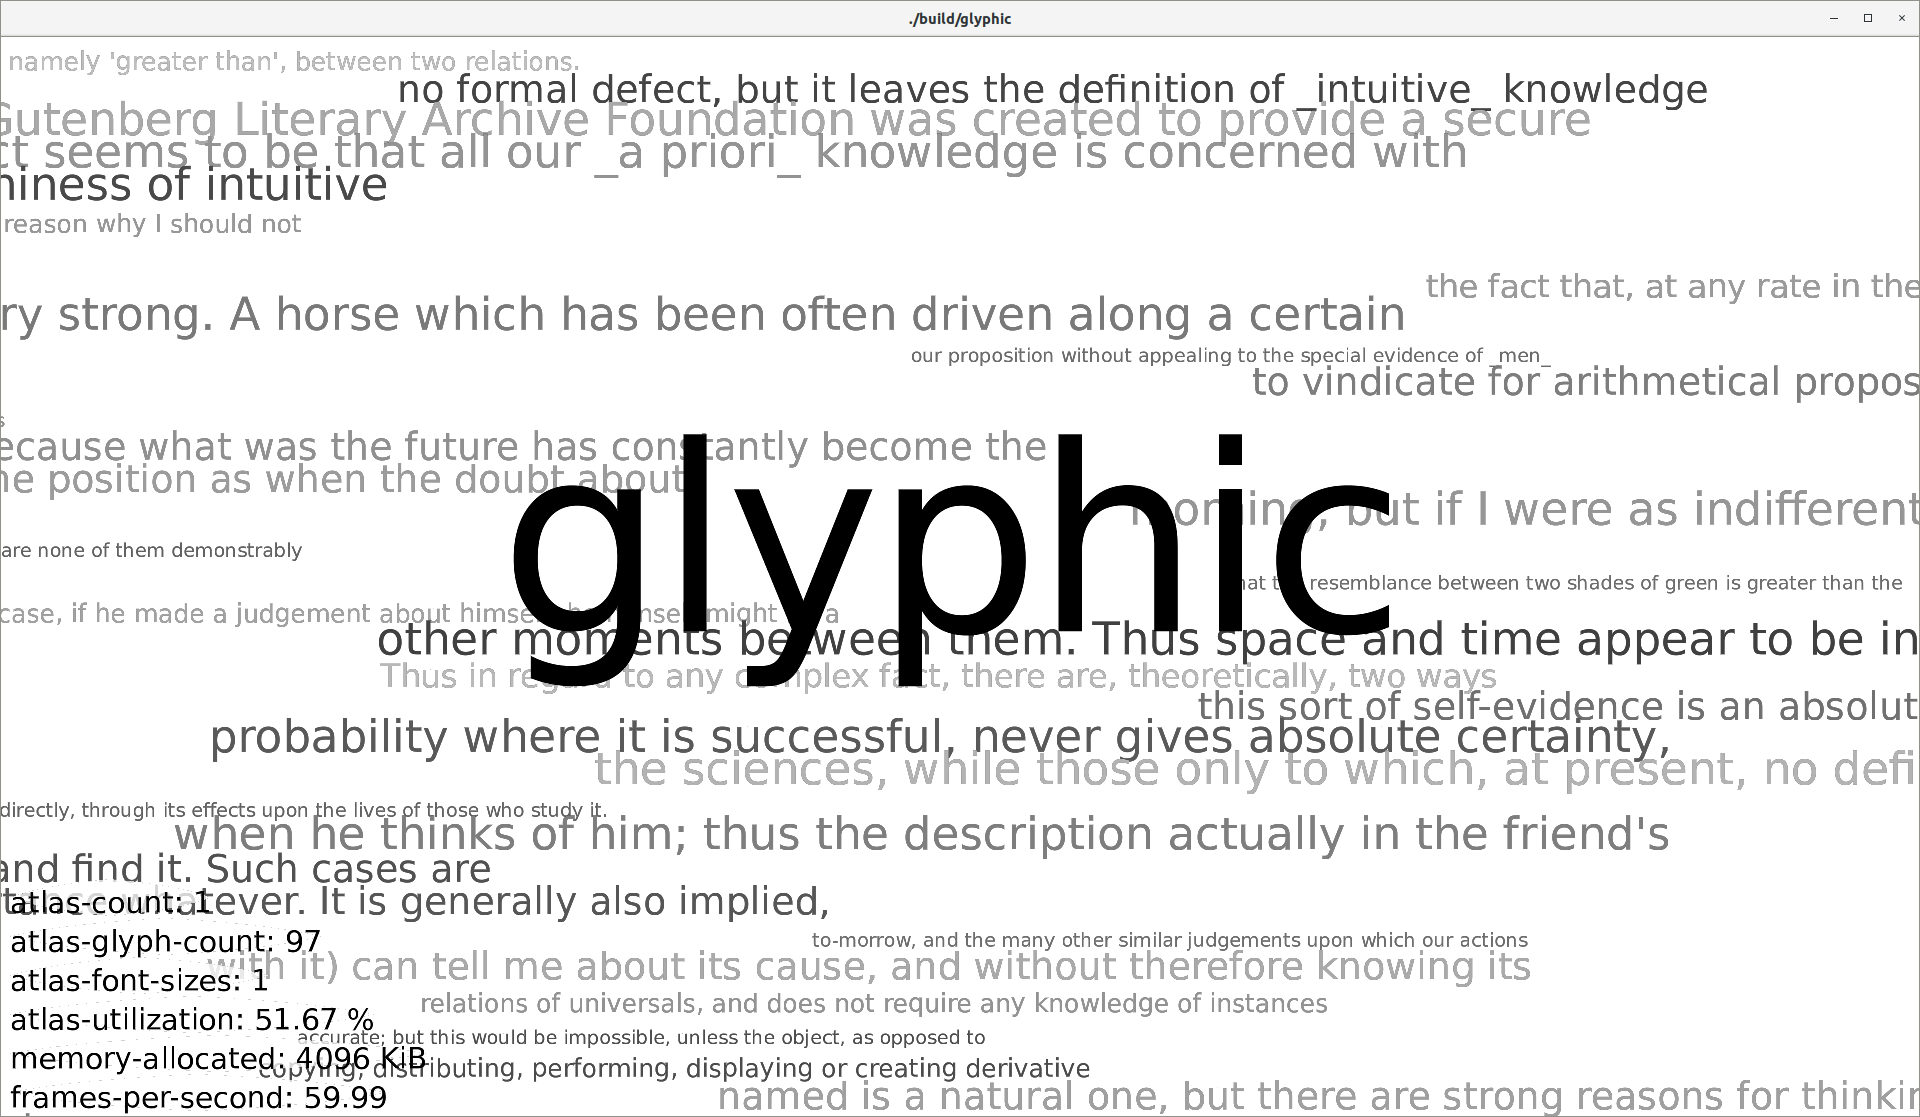 ./build/glyphic
namely 'greater than', between two relations.
no formal defect, but it leaves the definition of _intuitive_ knowledge
Gutenberg Literary Archive Foundation was created to provide a secure
seems to be that all our _a priori_ knowledge is concerned with
of intuitive
reason why I should not
the fact that, at any rate in the
ry strong. A horse which has been often driven along a certain
our proposition without appealing to the special evidence of _men_
to vindicate for arithmetical propos
ecause what was the future has constantly become the
position as when the doubt about
glyphic
morning, but if I were as indifferent
are none of them demonstrably
resemblance between two shades of green is greater than the
case, if he made a judgement about himself he himself might a
other moments between them. Thus space and time appear to be in
Thus in regard to any complex fact, there are, theoretically, two ways
this sort of self-evidence is an absolut
probability where it is successful, never gives absolute certainty,
the sciences, while those only to which, at present, no defi
directly, through its effects upon the lives of those who study it.
when he thinks of him; thus the description actually in the friend's
and find it. Such cases are
whatever. It is generally also implied,
atlas-count: 1
to-morrow, and the many other similar judgements upon which our actions
atlas-glyph-count: 97
with it) can tell me about its cause, and without therefore knowing its
atlas-font-sizes: 1
relations of universals, and does not require any knowledge of instances
atlas-utilization: 51.67 %
accurate; but this would be impossible, unless the object, as opposed to
memory-allocated: 4096 KiB
copying, distributing, performing, displaying or creating derivative
frames-per-second: 59.99
named is a natural one, but there are strong reasons for thinkin